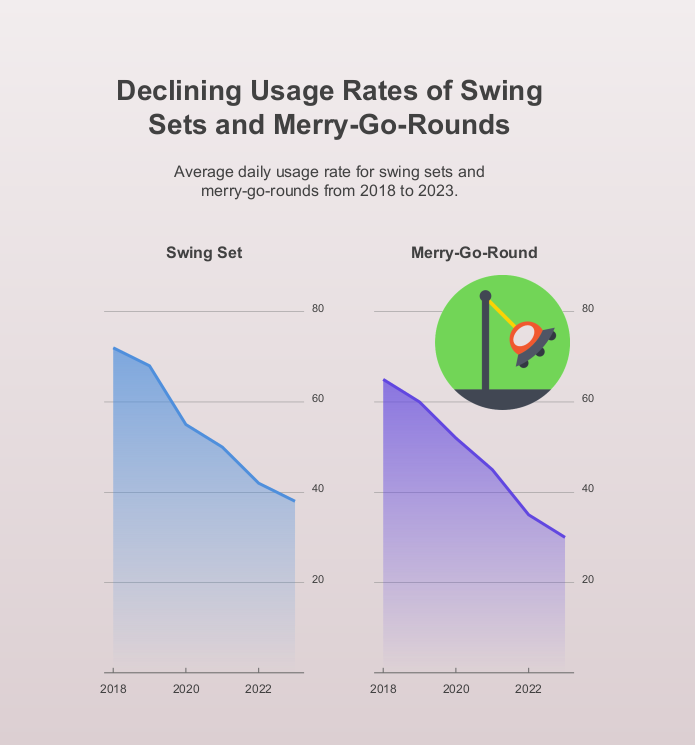 Declining Usage Rates of Swing
Sets and Merry-Go-Rounds
Average daily usage rate for swing sets and
merry-go-rounds from 2018 to 2023.
Swing Set
80
60
40
20
2018 2020 2022
Merry-Go-Round
80
60
40
20
2018 2020 2022